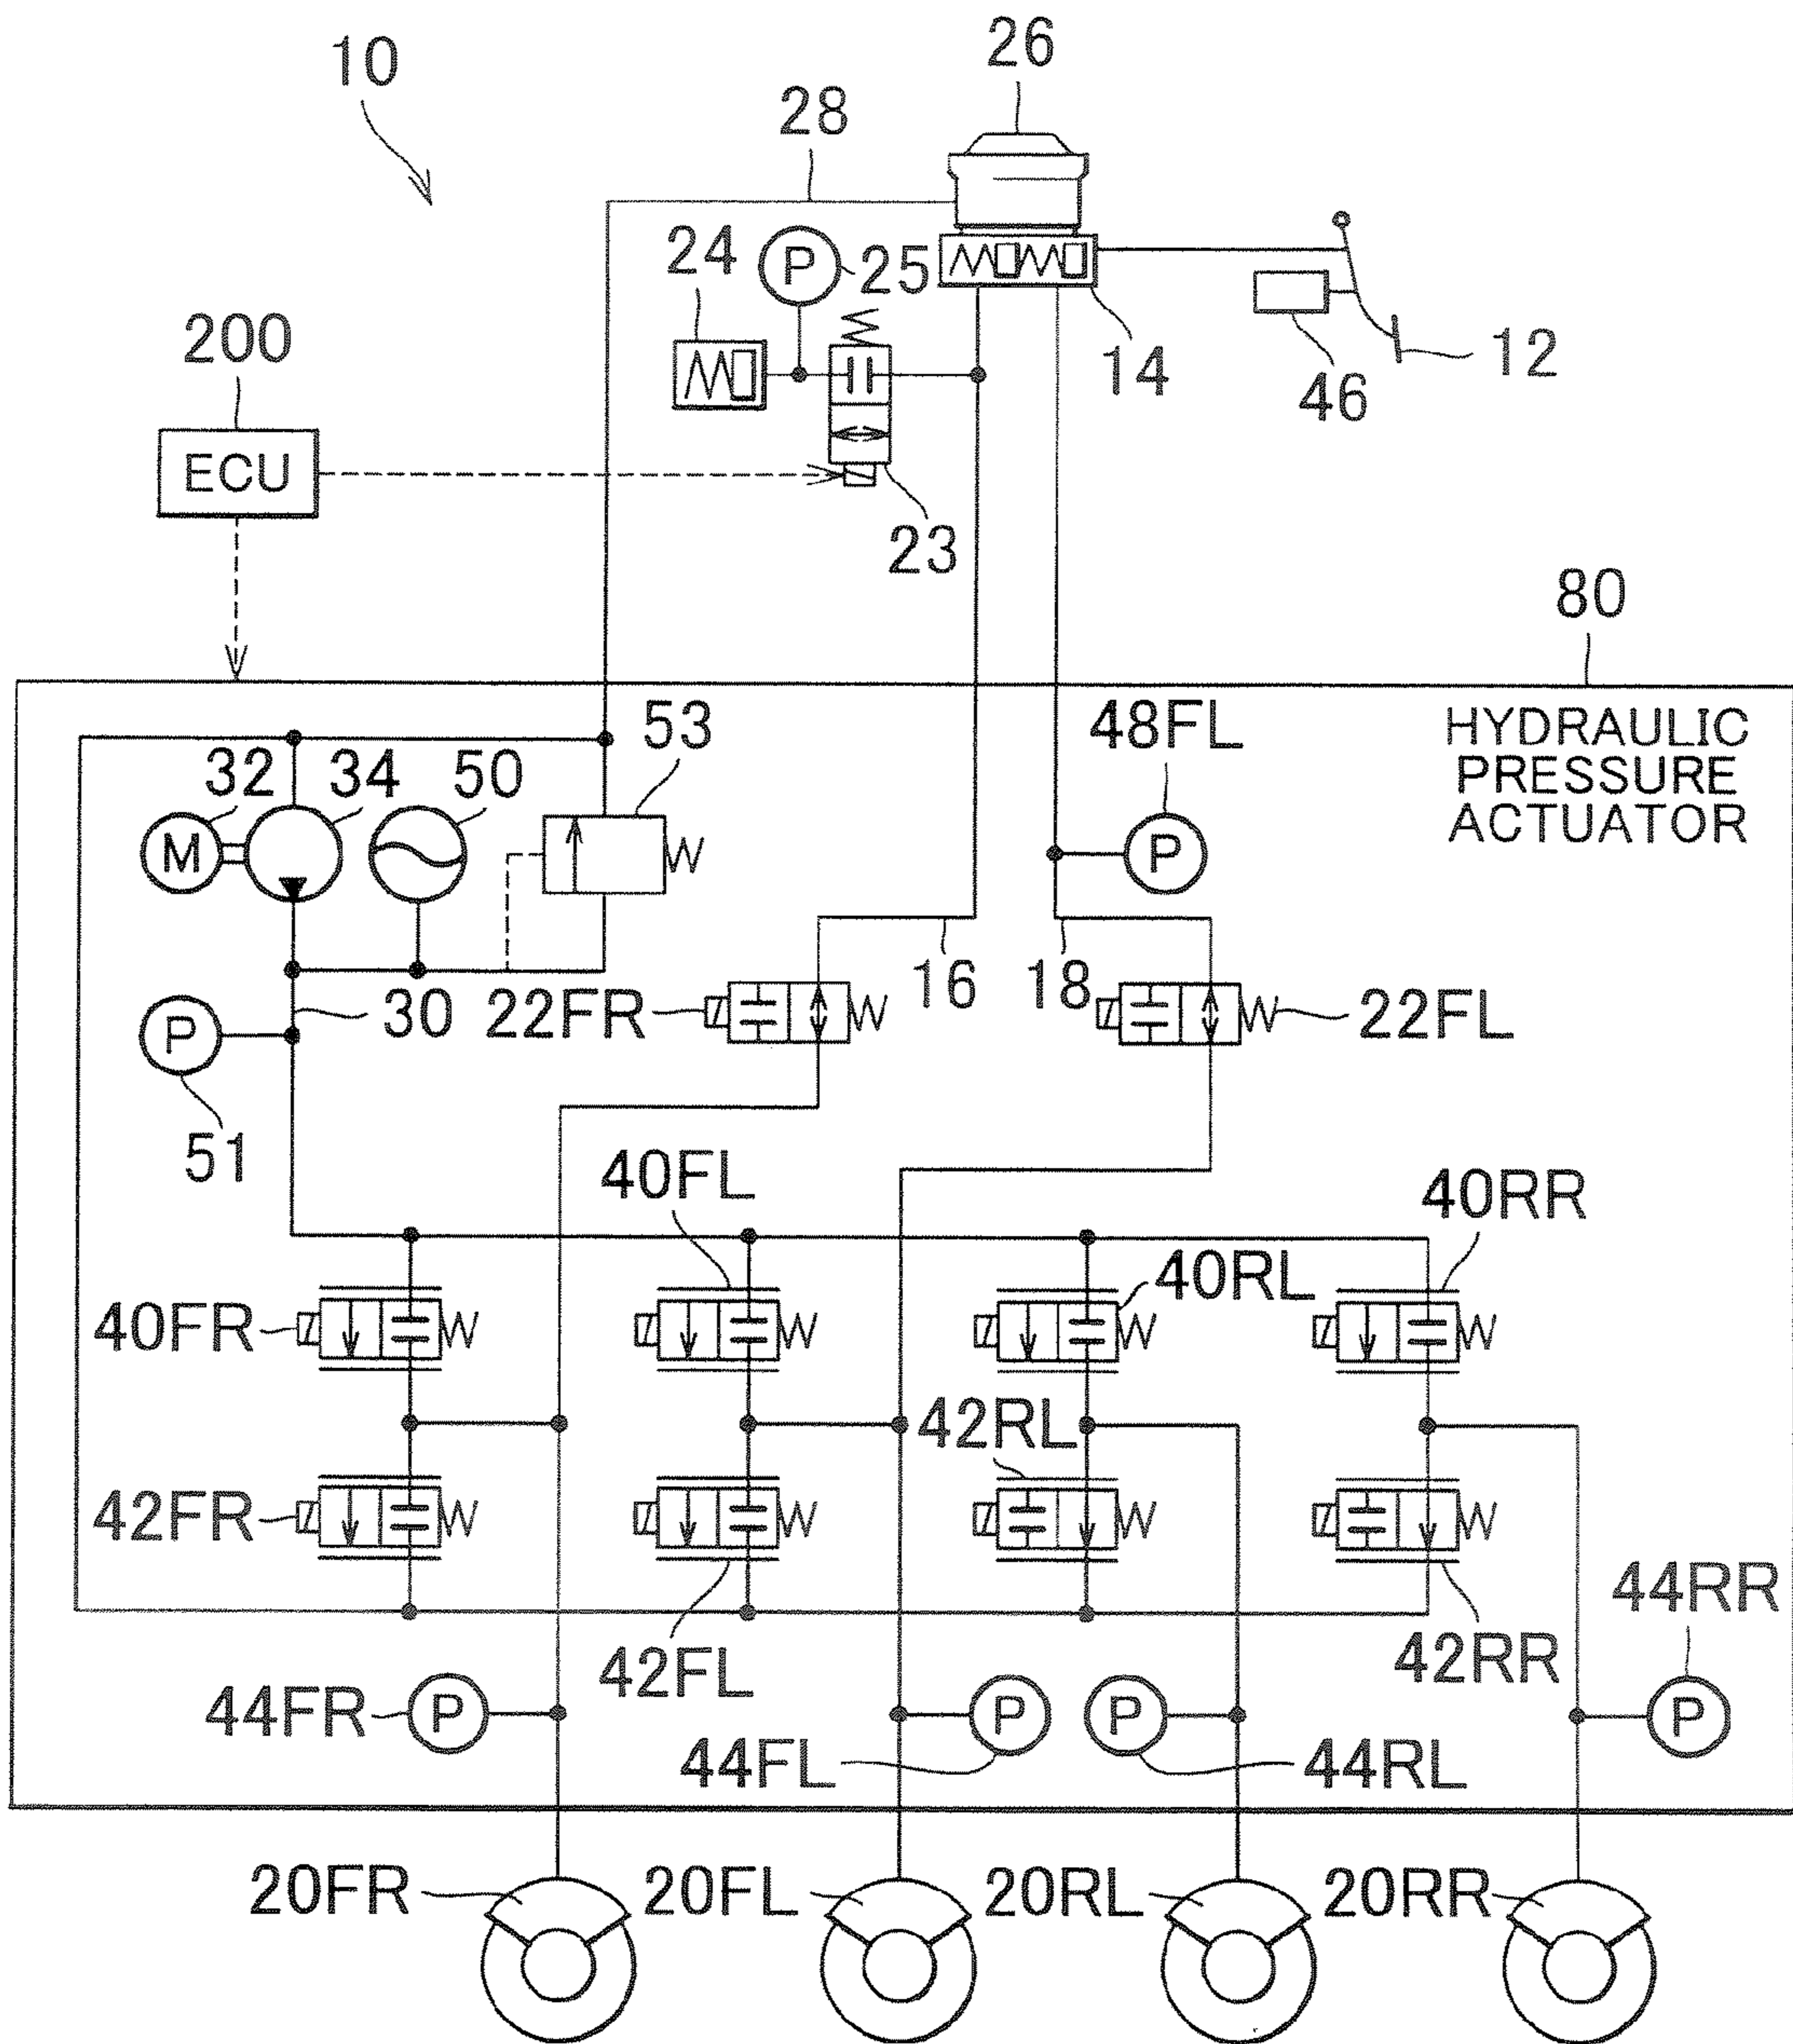 26
10
28
24
P
25
200
14
12
46
ECU
23
80
53
48FL
HYDRAULIC
PRESSURE
ACTUATOR
32
34
50
M
P
16
18
30
22FR
22FL
P
51
40FL
40RR
40RL
40FR
42RL
42FR
44RR
42FL
42RR
44FR
P
P
P
P
44FL
44RL
20FR
20FL
20RL
20RR